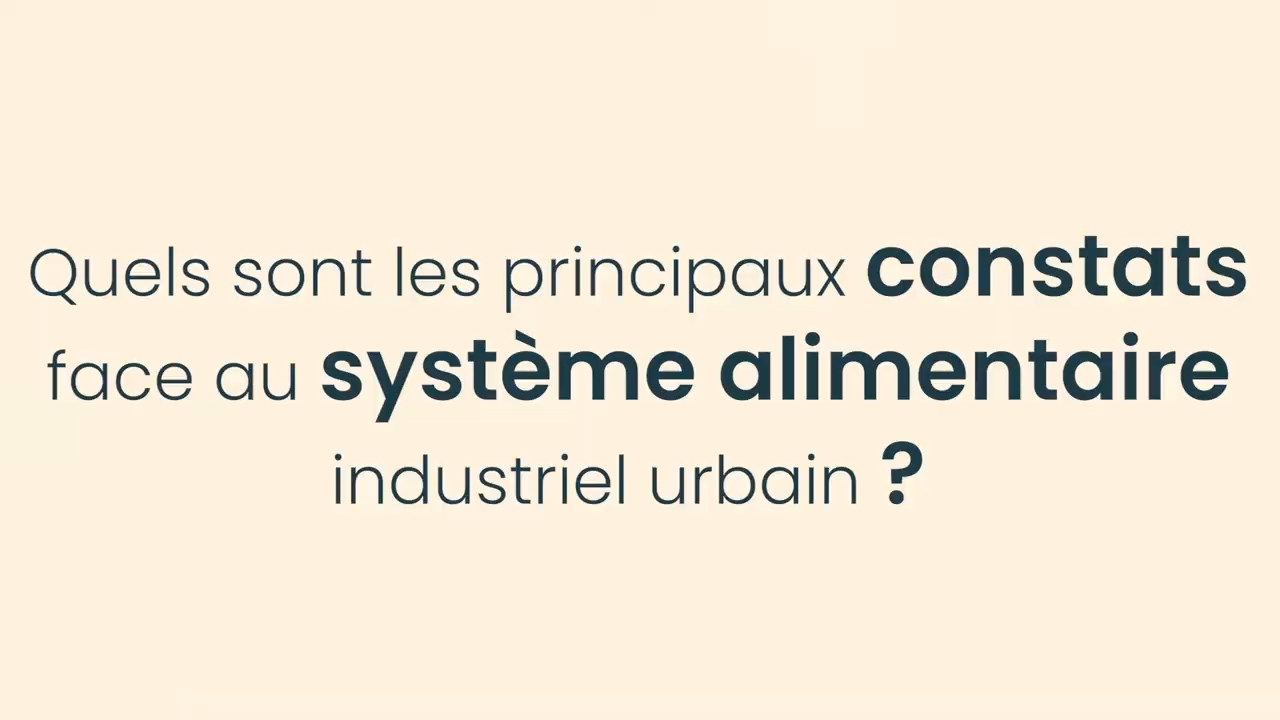 Quels sont les principaux constats
face au système alimentaire
industriel urbain ?